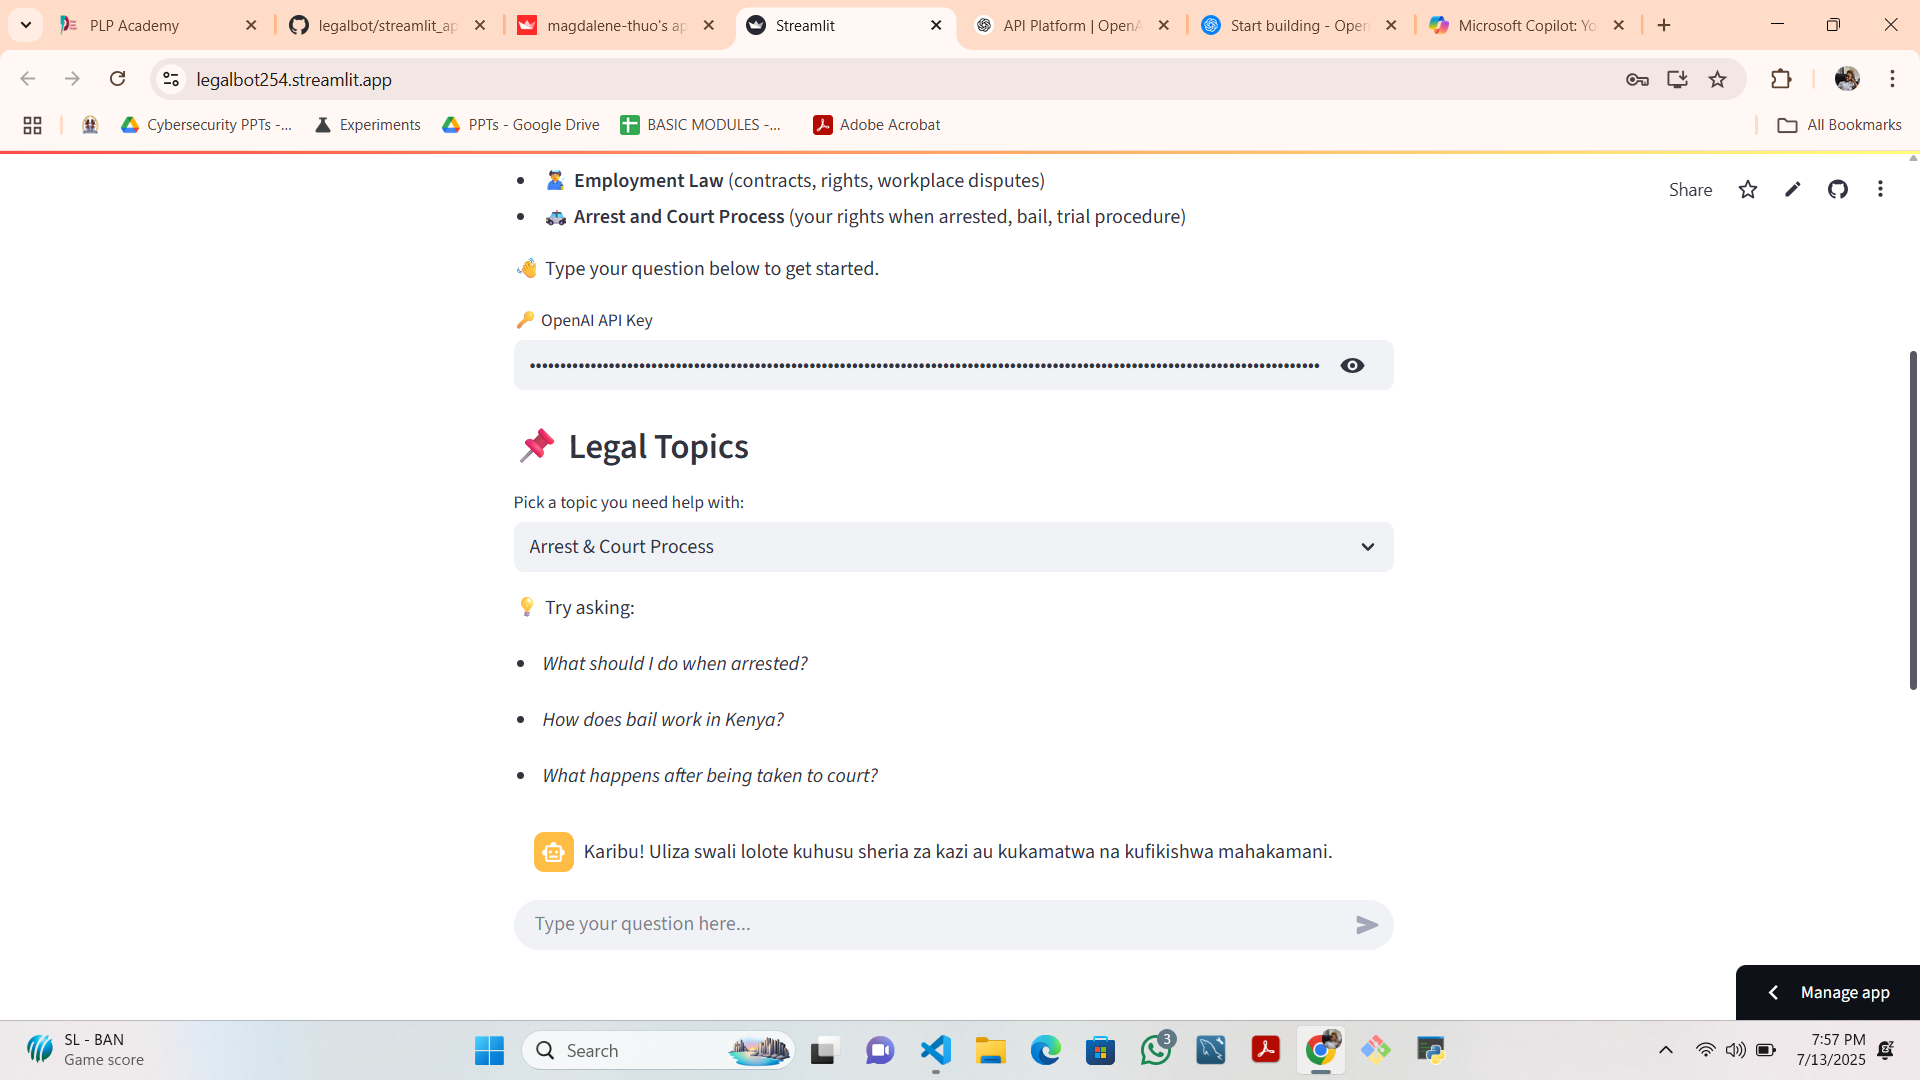 PLP Academy
legalbot/streamlit_ap
magdalene-thuo's ap
Streamlit
API Platform | OpenA
Start building - Open
Microsoft Copilot: Yo
legalbot254.streamlit.app
Cybersecurity PPTs -...
Experiments
PPTs - Google Drive
BASIC MODULES -...
Adobe Acrobat
All Bookmarks
Share
• Employment Law (contracts, rights, workplace disputes)
• Arrest and Court Process (your rights when arrested, bail, trial procedure)
Type your question below to get started.
OpenAI API Key
Legal Topics
Pick a topic you need help with:
Arrest & Court Process
Try asking:
• What should I do when arrested?
• How does bail work in Kenya?
• What happens after being taken to court?
Karibu! Uliza swali lolote kuhusu sheria za kazi au kukamatwa na kufikishwa mahakamani.
Type your question here...
Manage app
SL - BAN
Game score
Search
3
7:57 PM
7/13/2025